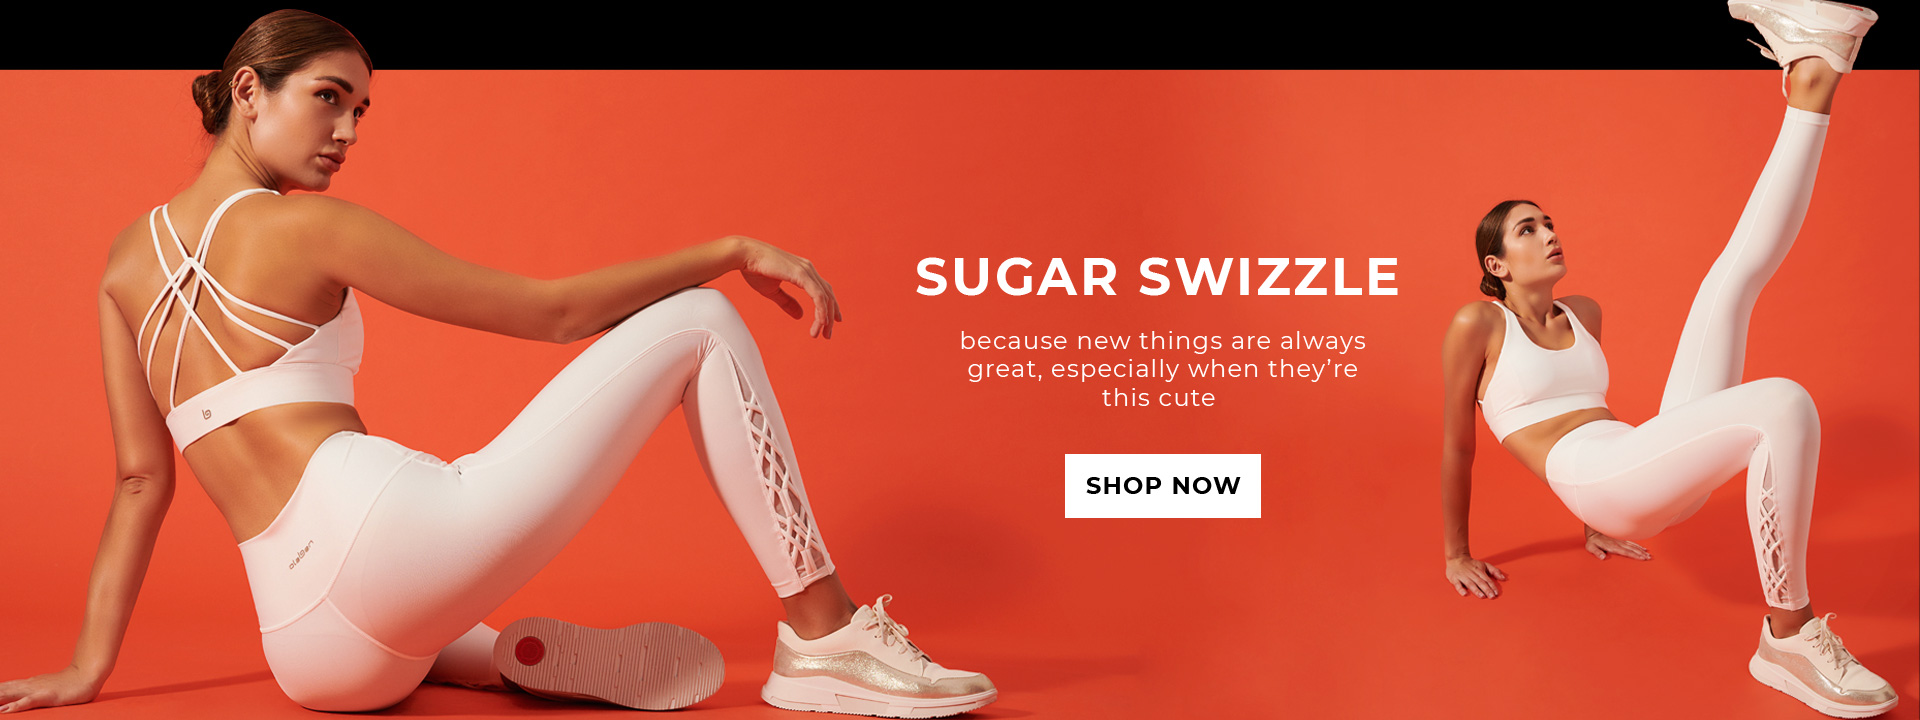 SUGAR SWIZZLE
because new things are always
great, especially when they’re
this cute
SHOP NOW